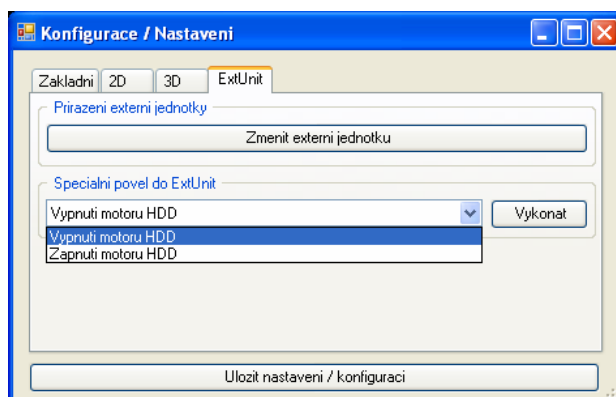 Konfigurace / Nastaveni
Zakladni 2D 3D ExtUnit
Prirazeni externi jednotky
Zmenit externi jednotku
Specialni povel do ExtUnit
Vypnuti motoru HDD Vykonat
Vypnuti motoru HDD
Zapnuti motoru HDD
Ulozit nastaveni / konfiguraci